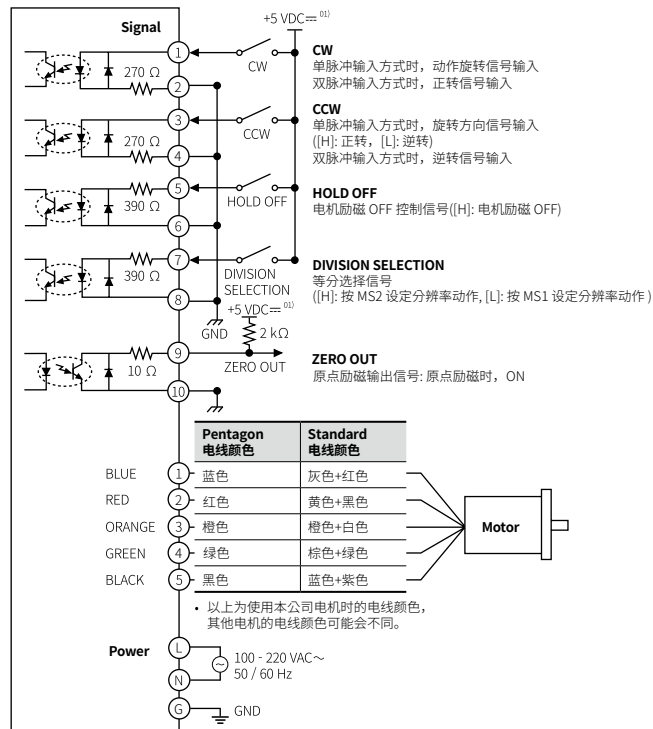 Signal
+5 VDC⎓ 01)
1
CW
270 Ω
2
CW
单脉冲输入方式时，动作旋转信号输入
双脉冲输入方式时，正转信号输入
3
CCW
270 Ω
4
CCW
单脉冲输入方式时，旋转方向信号输入
([H]: 正转，[L]: 逆转)
双脉冲输入方式时，逆转信号输入
5
HOLD OFF
390 Ω
6
HOLD OFF
电机励磁 OFF 控制信号([H]: 电机励磁 OFF)
7
390 Ω
DIVISION
SELECTION
8
DIVISION SELECTION
等分选择信号
([H]: 按 MS2 设定分辨率动作, [L]: 按 MS1 设定分辨率动作 )
+5 VDC⎓ 01)
GND
2 kΩ
9
10 Ω
ZERO OUT
10
ZERO OUT
原点励磁输出信号: 原点励磁时，ON
Pentagon
电线颜色
Standard
电线颜色
BLUE 1 蓝色 灰色+红色
RED 2 红色 黄色+黑色
ORANGE 3 橙色 橙色+白色
GREEN 4 绿色 棕色+绿色
BLACK 5 黑色 蓝色+紫色
Motor
• 以上为使用本公司电机时的电线颜色，
其他电机的电线颜色可能会不同。
Power
L
100 - 220 VAC～
50 / 60 Hz
N
G
GND